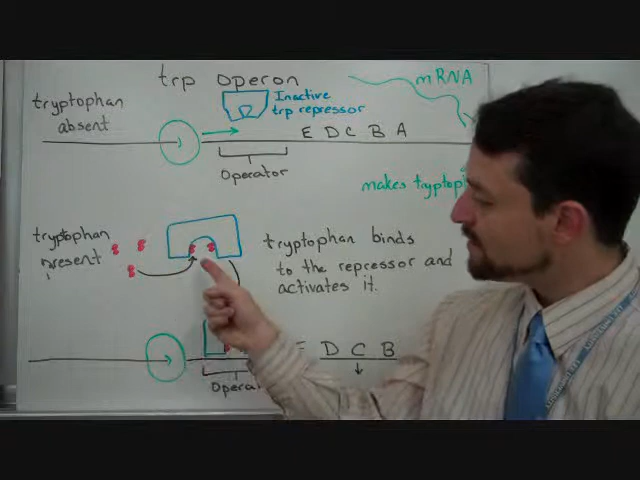 trp operon
mRNA
tryptophan
absent
Inactive
trp repressor
E D C B A
Operator
makes
tryptophan
present
tryptophan binds
to the repressor and
activates it.
D C B